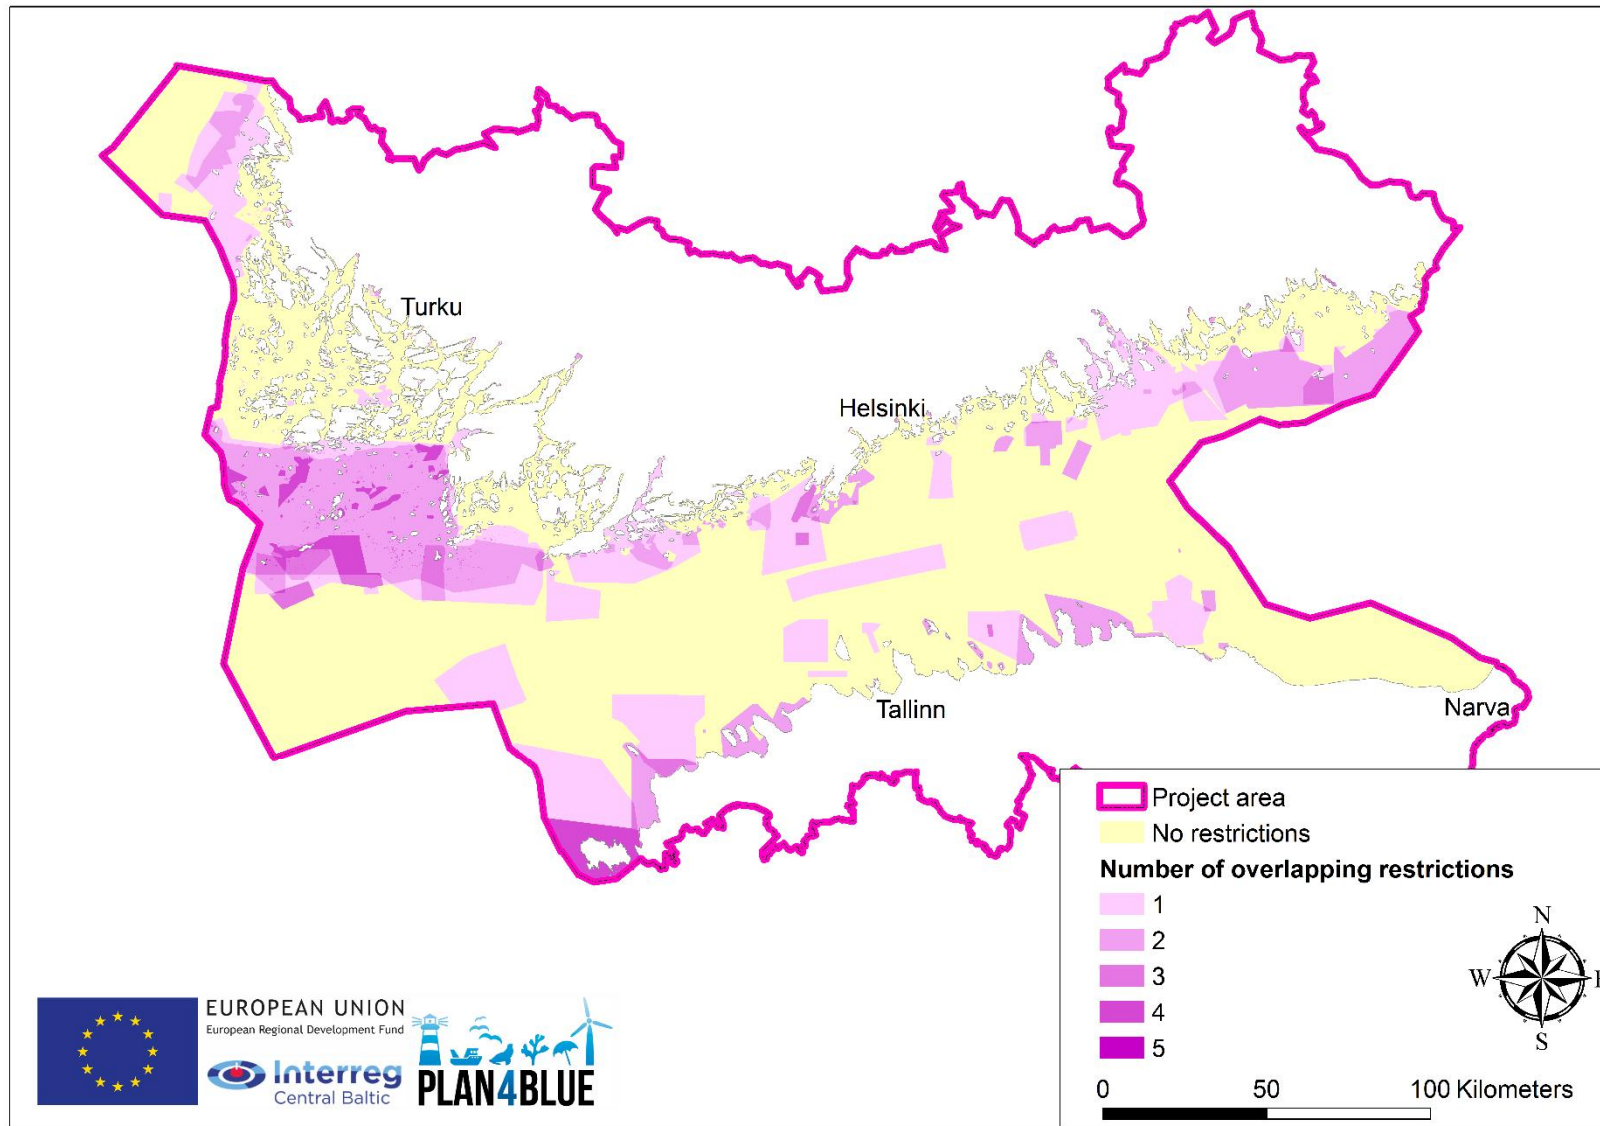 Turku
Helsinki
Tallinn
Narva
Project area
No restrictions
Number of overlapping restrictions
1
2
3
4
5
N
W
E
S
0 50 100 Kilometers
EUROPEAN UNION
European Regional Development Fund
Interreg
Central Baltic
PLAN4BLUE